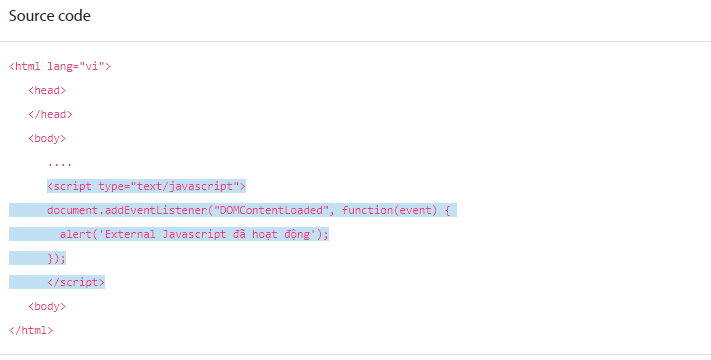 Source code
<html lang="vi">
<head>
</head>
<body>
....
<script type="text/javascript">
document.addEventListener("DOMContentLoaded", function(event) {
alert('External Javascript đã hoạt động');
});
</script>
<body>
</html>